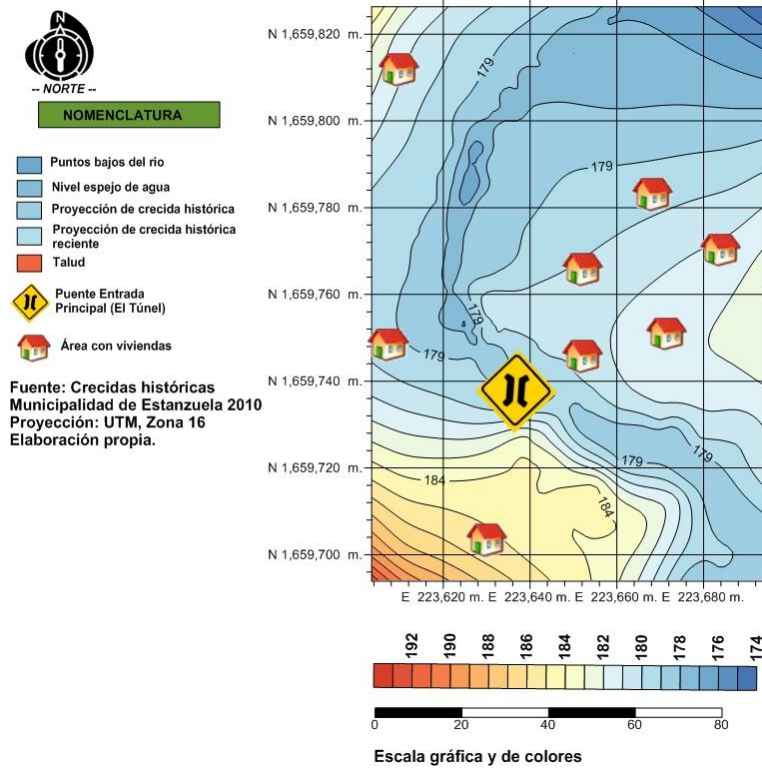 N
-- NORTE --
NOMENCLATURA
Puntos bajos del rio
Nivel espejo de agua
Proyección de crecida histórica
Proyección de crecida histórica
reciente
Talud
Puente Entrada
Principal (El Túnel)
Área con viviendas
Fuente: Crecidas históricas
Municipalidad de Estanzuela 2010
Proyección: UTM, Zona 16
Elaboración propia.
N 1,659,820 m.
N 1,659,800 m.
N 1,659,780 m.
N 1,659,760 m.
N 1,659,740 m.
N 1,659,720 m.
N 1,659,700 m.
179
179
179
179
179
179
184
184
E 223,620 m. E 223,640 m. E 223,660 m. E 223,680 m.
192 190 188 186 184 182 180 178 176 174
0 20 40 60 80
Escala gráfica y de colores